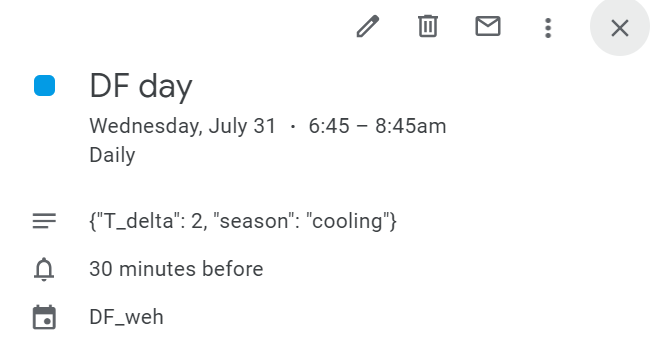 DF day
Wednesday, July 31 · 6:45 – 8:45am
Daily
{"T_delta": 2, "season": "cooling"}
30 minutes before
DF_weh